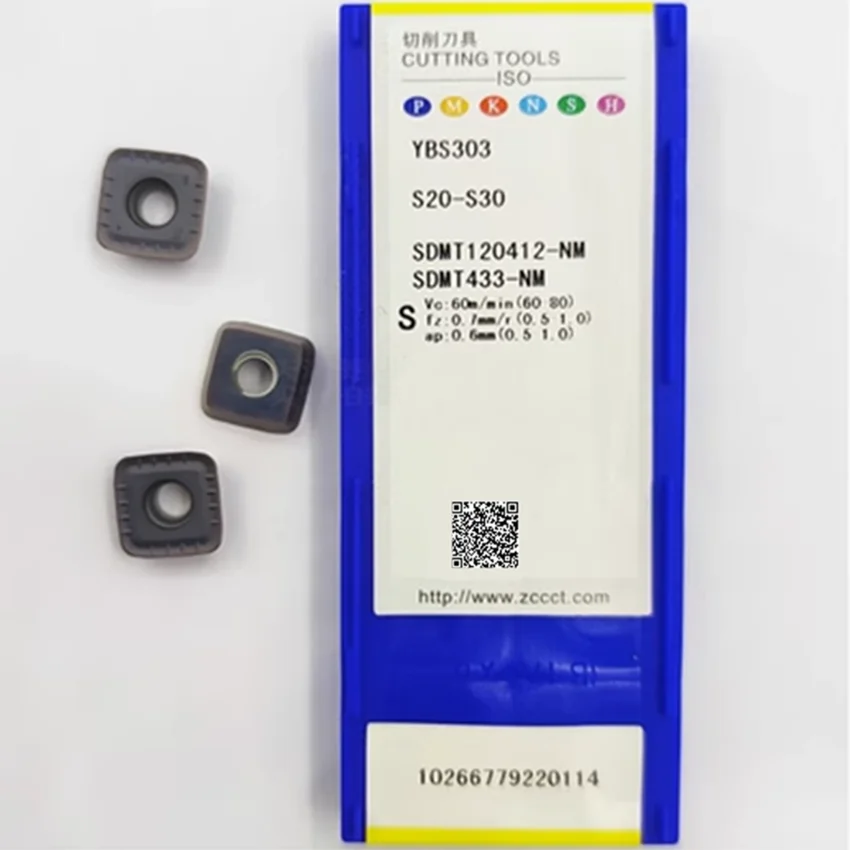 切削刀具
CUTTING TOOLS
ISO
P M K N S H
YBS303
S20-S30
SDMT120412-NM
SDMT433-NM
S
Vc:60m/min(60 80)
fz:0.7mm/r(0.5 1.0)
ap:0.6mm(0.5 1.0)
http://www.zccct.com
10266779220114